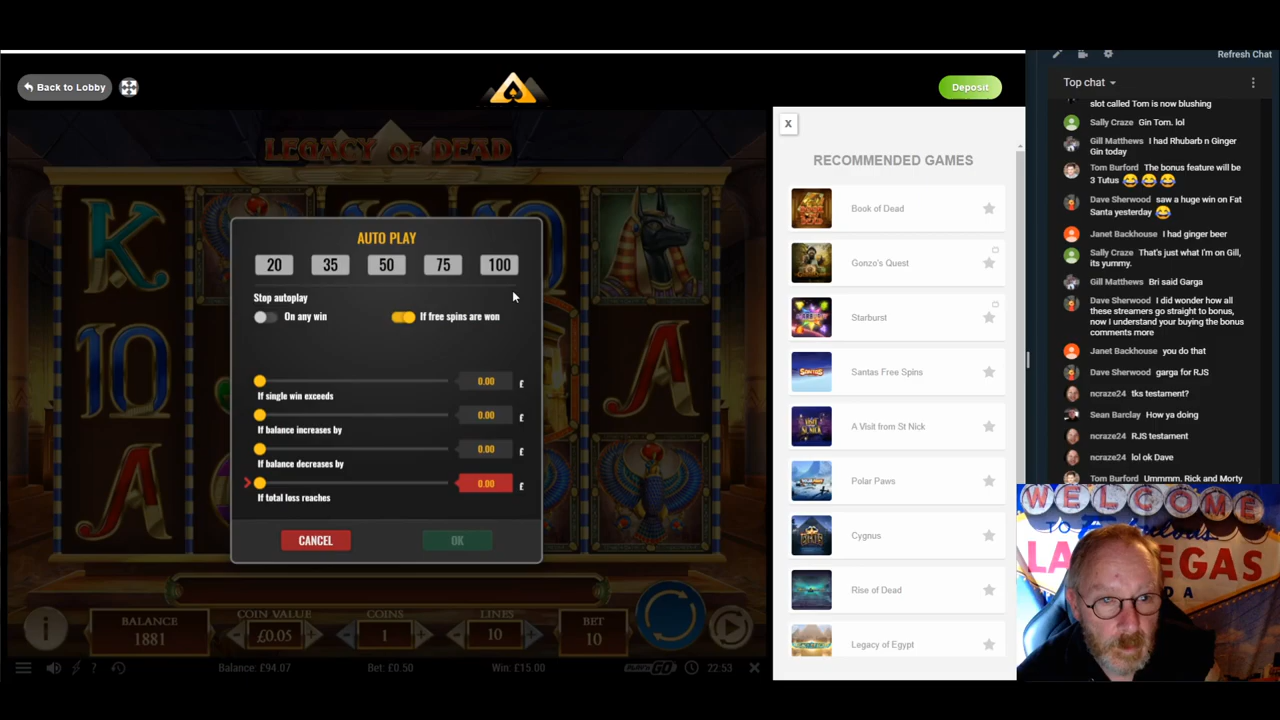 Back to Lobby
Deposit
LEGACY OF DEAD
AUTO PLAY
20 35 50 75 100
Stop autoplay
On any win
If free spins are won
0.00 £
If single win exceeds
0.00 £
If balance increases by
0.00 £
If balance decreases by
0.00 £
If total loss reaches
CANCEL
OK
BALANCE
1881
COIN VALUE
- £0.05 +
COINS
- 1 +
LINES
- 10 +
BET
10
Balance: £94.07
Bet: £0.50
Win: £15.00
PLAY'N GO
22:53
X
RECOMMENDED GAMES
Book of Dead
Gonzo's Quest
Starburst
Santas Free Spins
A Visit from St Nick
Polar Paws
Cygnus
Rise of Dead
Legacy of Egypt
Refresh Chat
Top chat
slot called Tom is now blushing
Sally Craze Gin Tom. lol
Gill Matthews I had Rhubarb n Ginger
Gin today
Tom Burford The bonus feature will be
3 Tutus 😂 😂 😂
Dave Sherwood saw a huge win on Fat
Santa yesterday 😂
Janet Backhouse I had ginger beer
Sally Craze That's just what I'm on Gill,
its yummy.
Gill Matthews Bri said Garga
Dave Sherwood I did wonder how all
these streamers go straight to bonus,
now I understand your buying the bonus
comments more
Janet Backhouse you do that
Dave Sherwood garga for RJS
ncraze24 tks testament?
Sean Barclay How ya doing
ncraze24 RJS testament
ncraze24 lol ok Dave
Tom Burford Ummmm. Rick and Morty
WELCOME
TO
LAS VEGAS